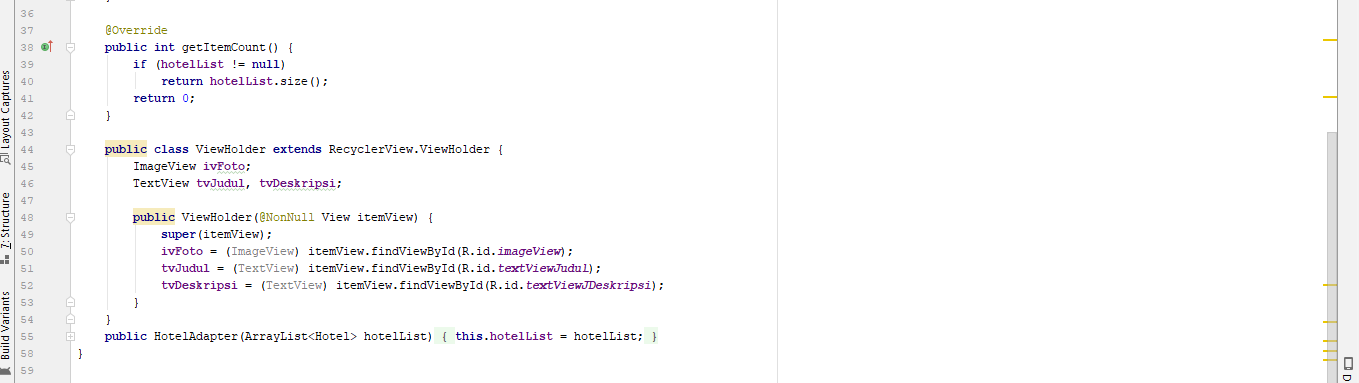 36
37 @Override
38 public int getItemCount() {
39 if (hotelList != null)
40 return hotelList.size();
41 return 0;
42 }
43
44 public class ViewHolder extends RecyclerView.ViewHolder {
45 ImageView ivFoto;
46 TextView tvJudul, tvDeskripsi;
47
48 public ViewHolder(@NonNull View itemView) {
49 super(itemView);
50 ivFoto = (ImageView) itemView.findViewById(R.id.imageView);
51 tvJudul = (TextView) itemView.findViewById(R.id.textViewJudul);
52 tvDeskripsi = (TextView) itemView.findViewById(R.id.textViewJDeskripsi);
53 }
54 }
55 public HotelAdapter(ArrayList<Hotel> hotelList) { this.hotelList = hotelList; }
58 }
59
Layout Captures
7: Structure
Build Variants
D